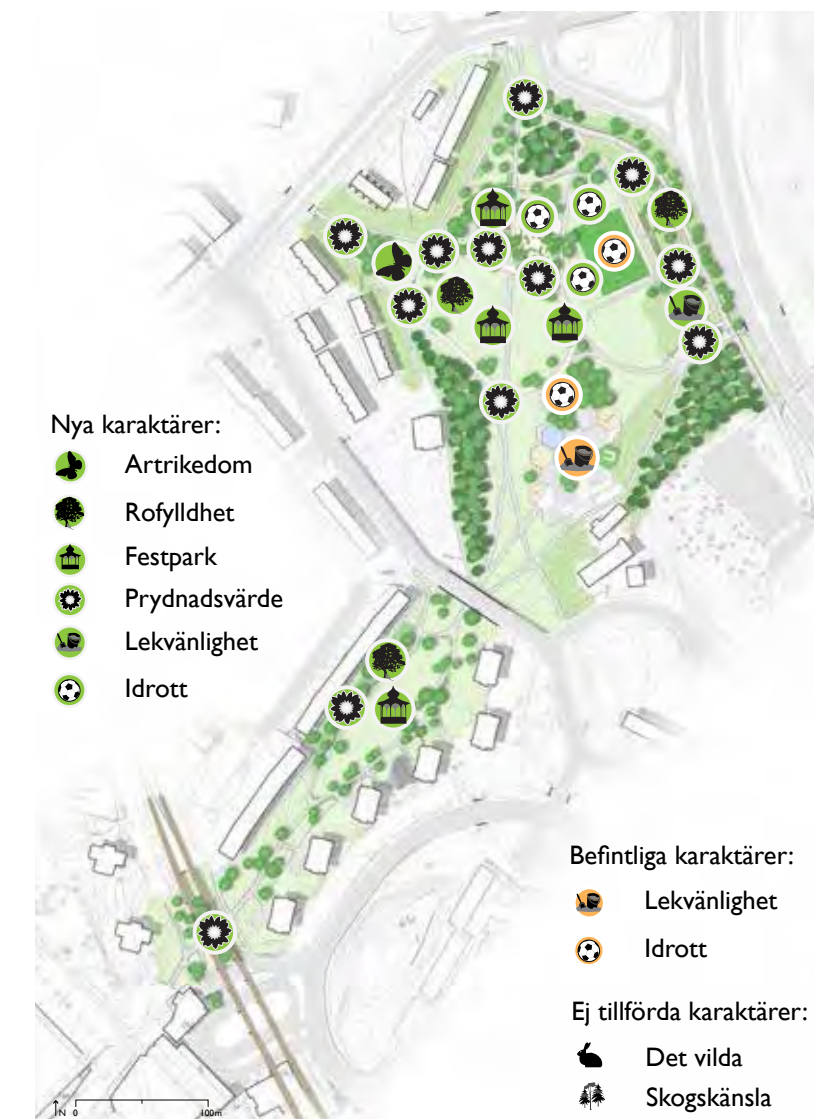 Nya karaktärer:
Artrikedom
Rofylldhet
Festpark
Prydnadsvärde
Lekvänlighet
Idrott
Befintliga karaktärer:
Lekvänlighet
Idrott
Ej tillförda karaktärer:
Det vilda
Skogskänsla
N 0 100m